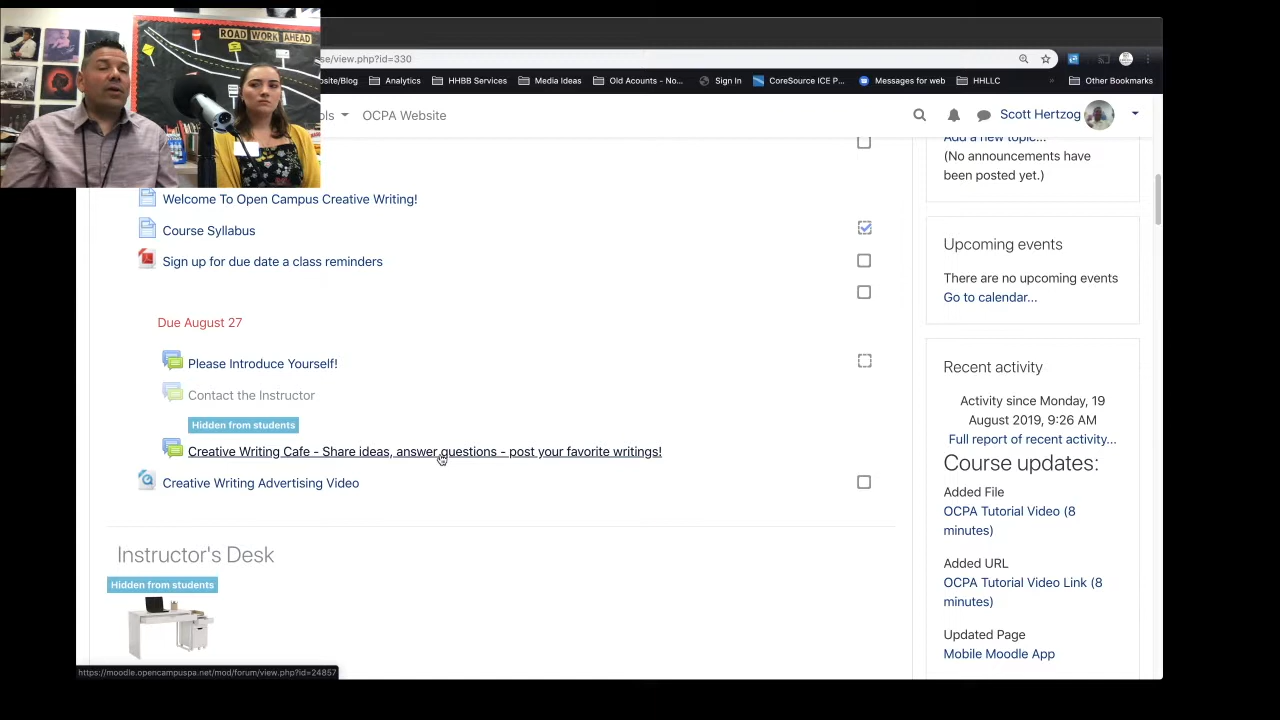 ROAD WORK AHEAD
se/view.php?id=330
site/Blog Analytics HHBB Services Media Ideas Old Acounts - No... Sign In CoreSource ICE P... Messages for web HHLLC » Other Bookmarks
ols OCPA Website Scott Hertzog
Add a new topic...
(No announcements have
been posted yet.)
Welcome To Open Campus Creative Writing!
Course Syllabus
Sign up for due date a class reminders
Due August 27
Please Introduce Yourself!
Contact the Instructor
Hidden from students
Creative Writing Cafe - Share ideas, answer questions - post your favorite writings!
Creative Writing Advertising Video
Instructor's Desk
Hidden from students
Upcoming events
There are no upcoming events
Go to calendar...
Recent activity
Activity since Monday, 19
August 2019, 9:26 AM
Full report of recent activity...
Course updates:
Added File
OCPA Tutorial Video (8
minutes)
Added URL
OCPA Tutorial Video Link (8
minutes)
Updated Page
Mobile Moodle App
https://moodle.opencampuspa.net/mod/forum/view.php?id=24857